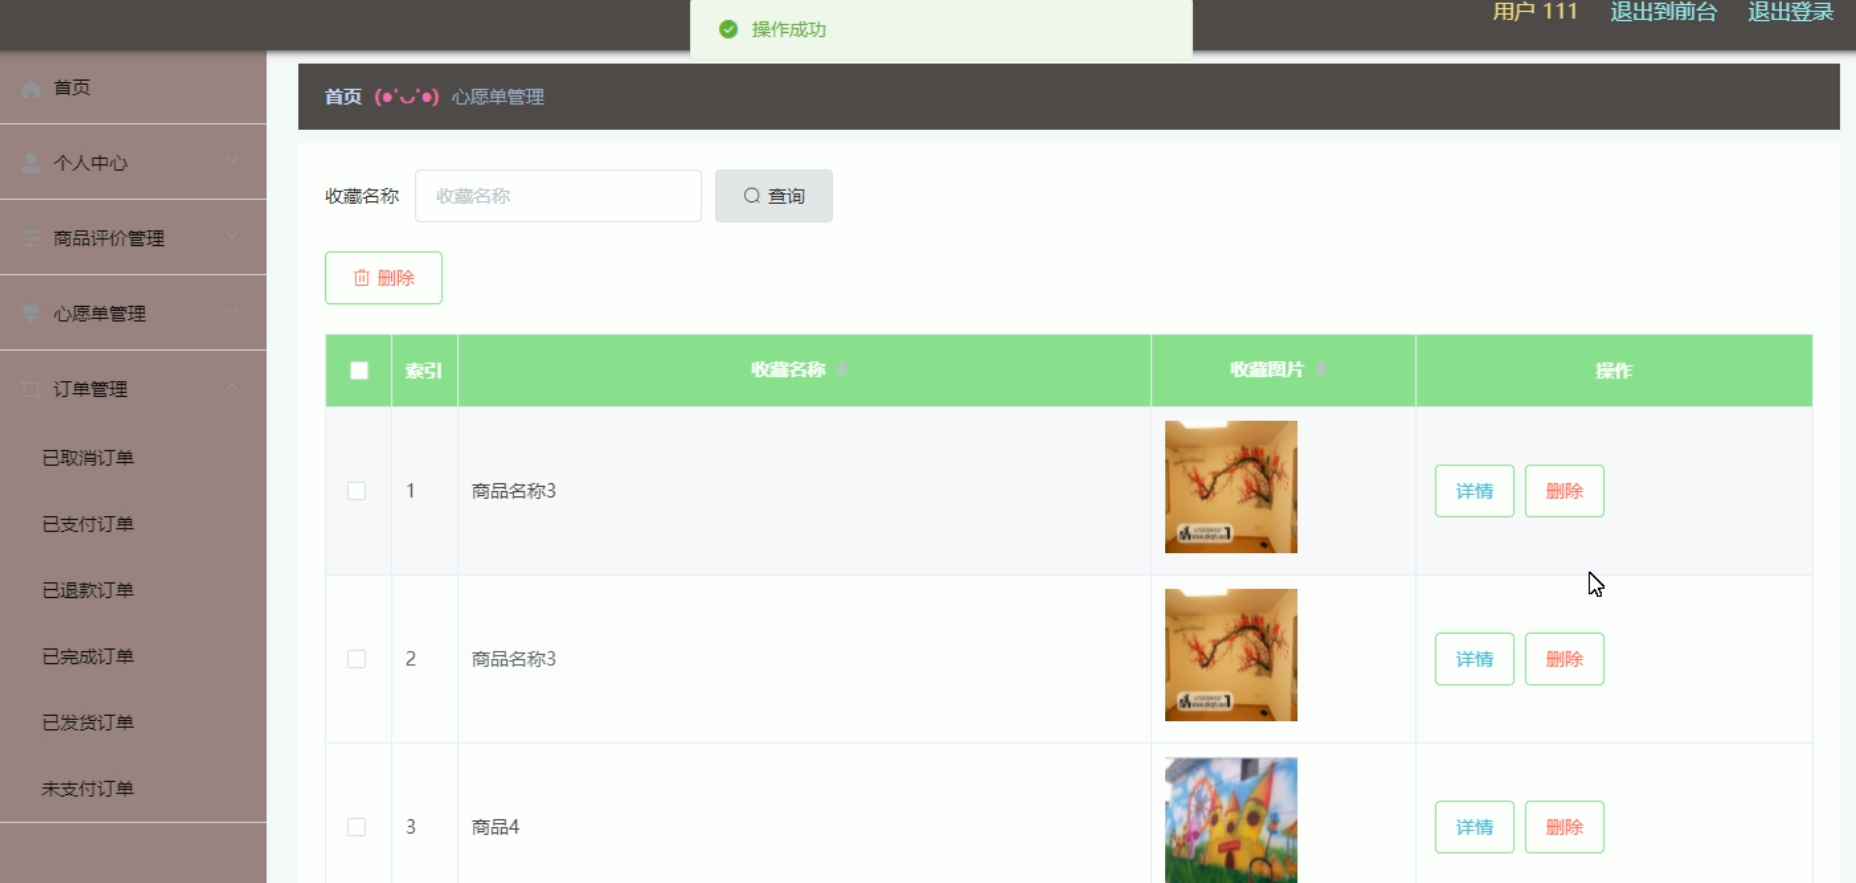 操作成功
用户 111 退出到前台 退出登录
首页
个人中心
商品评价管理
心愿单管理
订单管理
已取消订单
已支付订单
已退款订单
已完成订单
已发货订单
未支付订单
首页 (●'◡'●) 心愿单管理
收藏名称 收藏名称 查询
删除
索引 收藏名称 收藏图片 操作
1 商品名称3 详情 删除
2 商品名称3 详情 删除
3 商品4 详情 删除